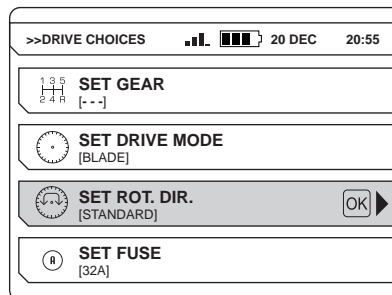 >>DRIVE CHOICES 20 DEC 20:55
1 3 5
2 4 R
SET GEAR
[- - -]
SET DRIVE MODE
[BLADE]
SET ROT. DIR.
[STANDARD]
OK
A
SET FUSE
[32A]